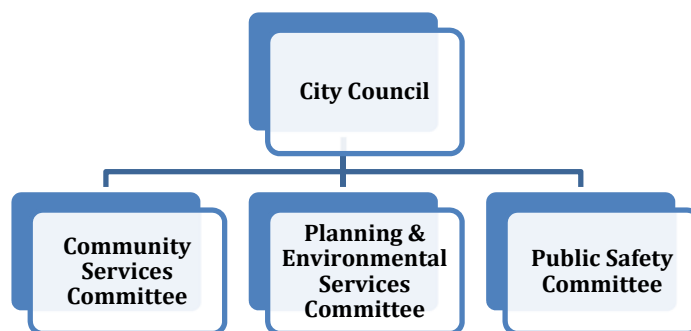 City Council
Community
Services
Committee
Planning &
Environmental
Services
Committee
Public Safety
Committee